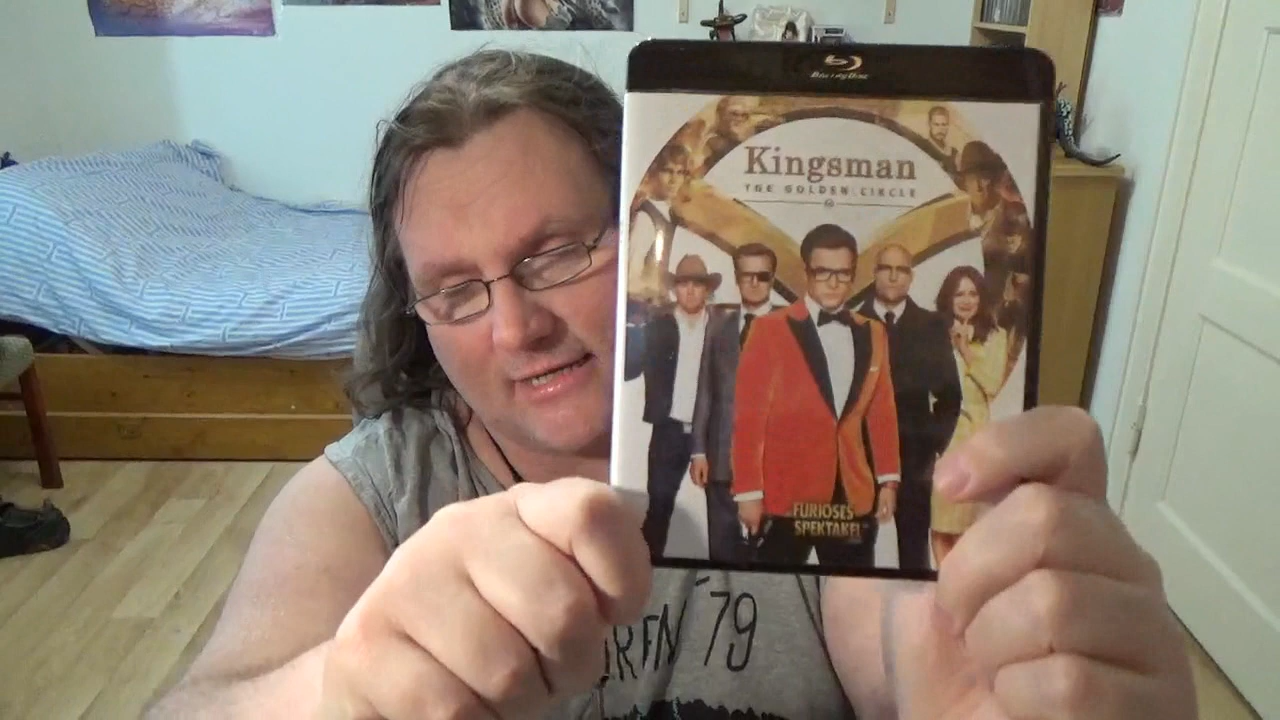 Blu-ray Disc
Kingsman
THE GOLDEN CIRCLE
FURIOSES
SPEKTAKEL
'79